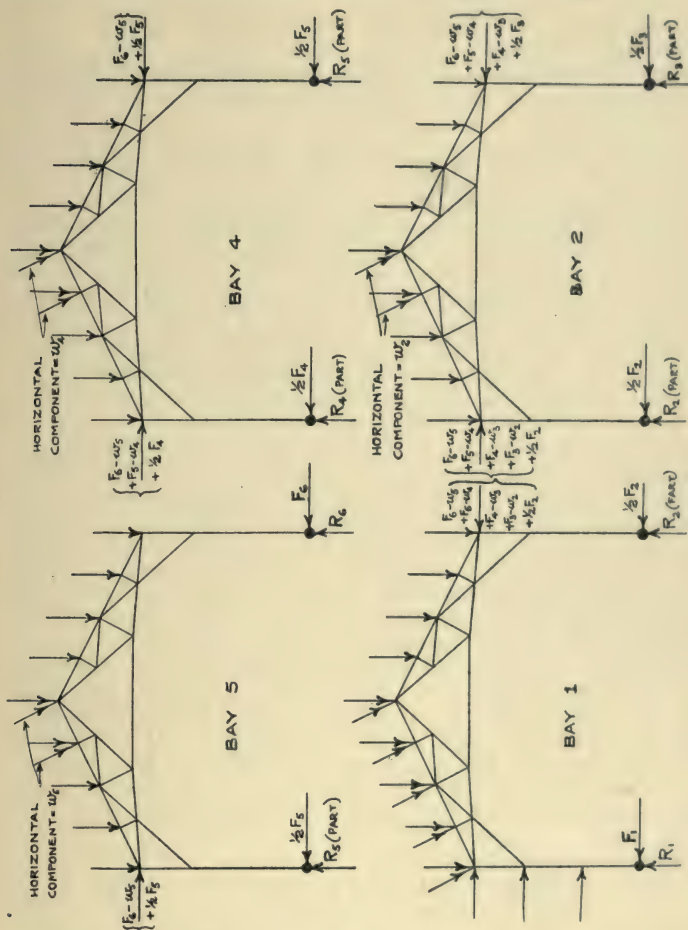 HORIZONTAL
COMPONENT = w₅
F₆-w₅
+ ½ F₅
BAY 5
½ F₅
R₅ (PART)
F₆
R₆
HORIZONTAL
COMPONENT = w₄
F₆-w₅
+ F₅-w₄
+ ½ F₄
F₆-w₅
+ ½ F₅
BAY 4
½ F₄
R₄ (PART)
½ F₅
R₅ (PART)
F₆-w₅
+F₅-w₄
+F₄-w₃
+F₃-w₂
+½ F₂
BAY 1
F₁
R₁
½ F₂
R₂ (PART)
HORIZONTAL
COMPONENT = w₂
F₆-w₅
+F₅-w₄
+F₄-w₃
+F₃-w₂
+½ F₂
F₆-w₅
+F₅-w₄
+F₄-w₃
+½ F₃
BAY 2
½ F₂
R₂ (PART)
½ F₃
R₃ (PART)